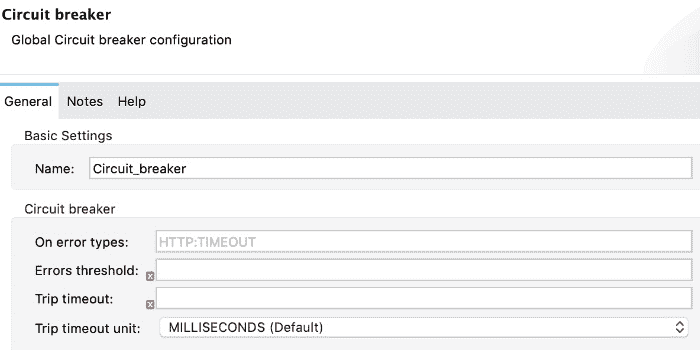 Circuit breaker
Global Circuit breaker configuration
General Notes Help
Basic Settings
Name: Circuit_breaker
Circuit breaker
On error types: HTTP:TIMEOUT
Errors threshold:
Trip timeout:
Trip timeout unit: MILLISECONDS (Default)